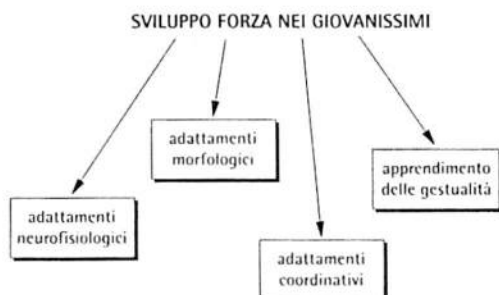 SVILUPPO FORZA NEI GIOVANISSIMI
adattamenti
morfologici
apprendimento
delle gestualità
adattamenti
neurofisiologici
adattamenti
coordinativi